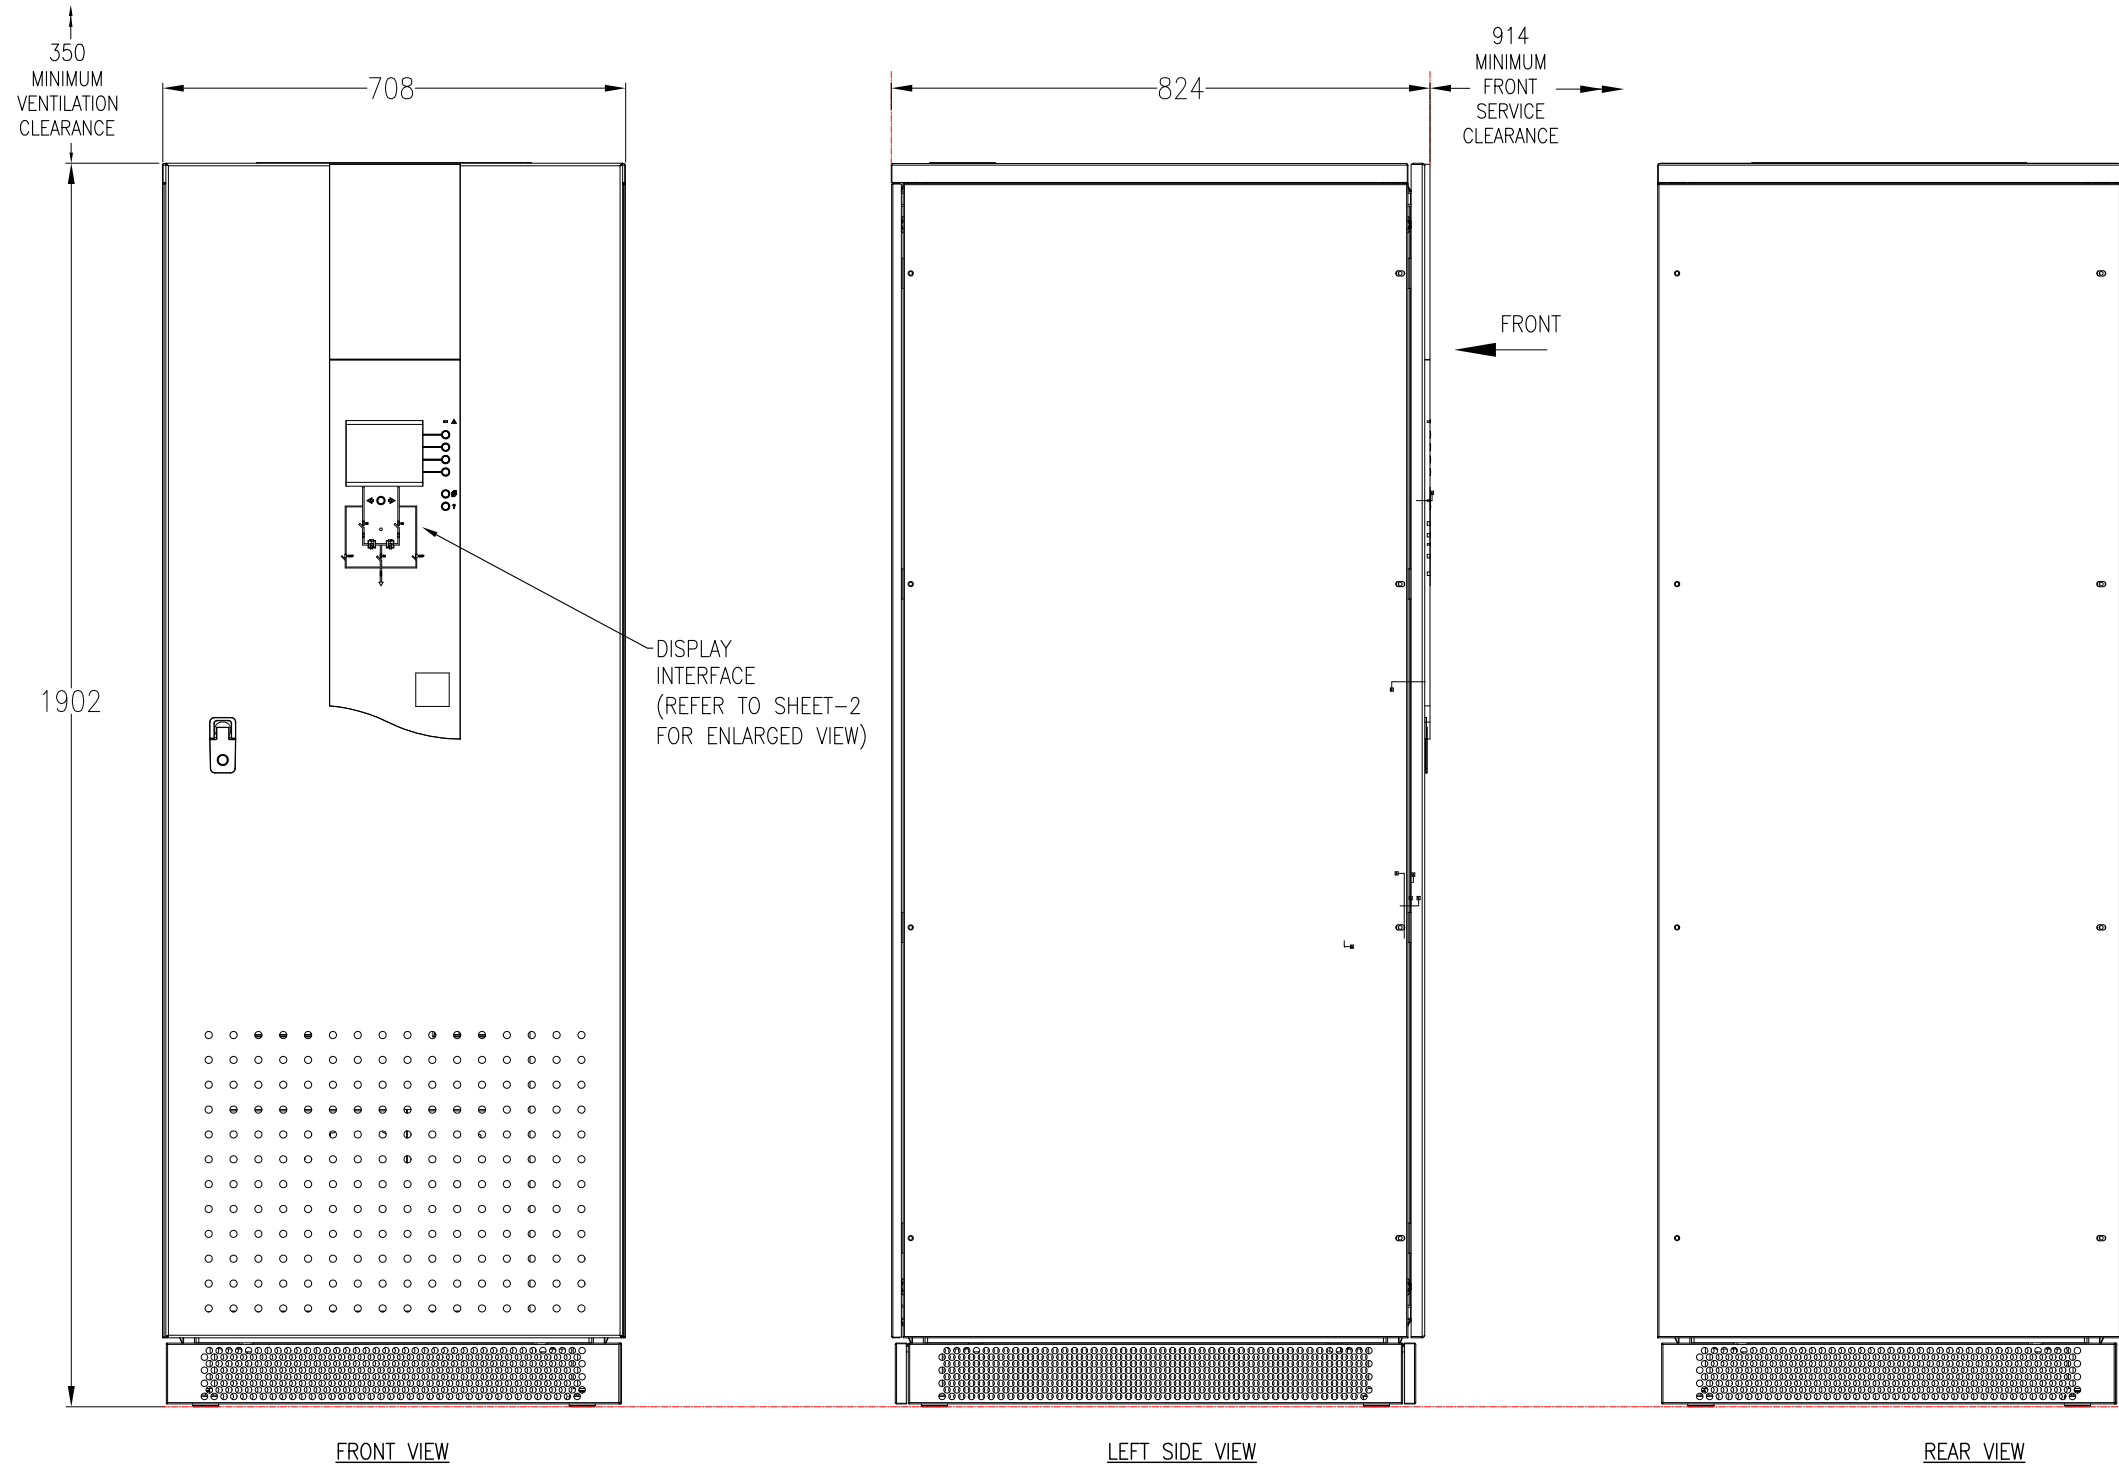 350
MINIMUM
VENTILATION
CLEARANCE
708
824
914
MINIMUM
FRONT
SERVICE
CLEARANCE
FRONT
DISPLAY
INTERFACE
(REFER TO SHEET-2
FOR ENLARGED VIEW)
1902
FRONT VIEW
LEFT SIDE VIEW
REAR VIEW